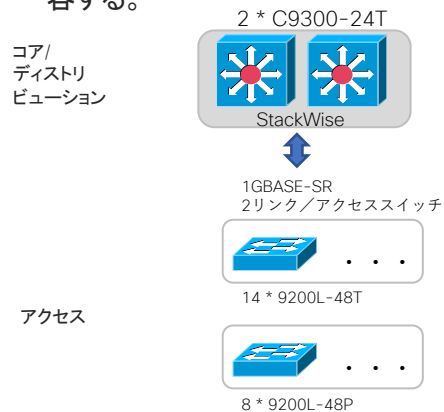 容する。
2 * C9300-24T
コア/
ディストリ
ビューション
StackWise
1GBASE-SR
2リンク／アクセススイッチ
・・・
14 * 9200L-48T
アクセス
・・・
8 * 9200L-48P